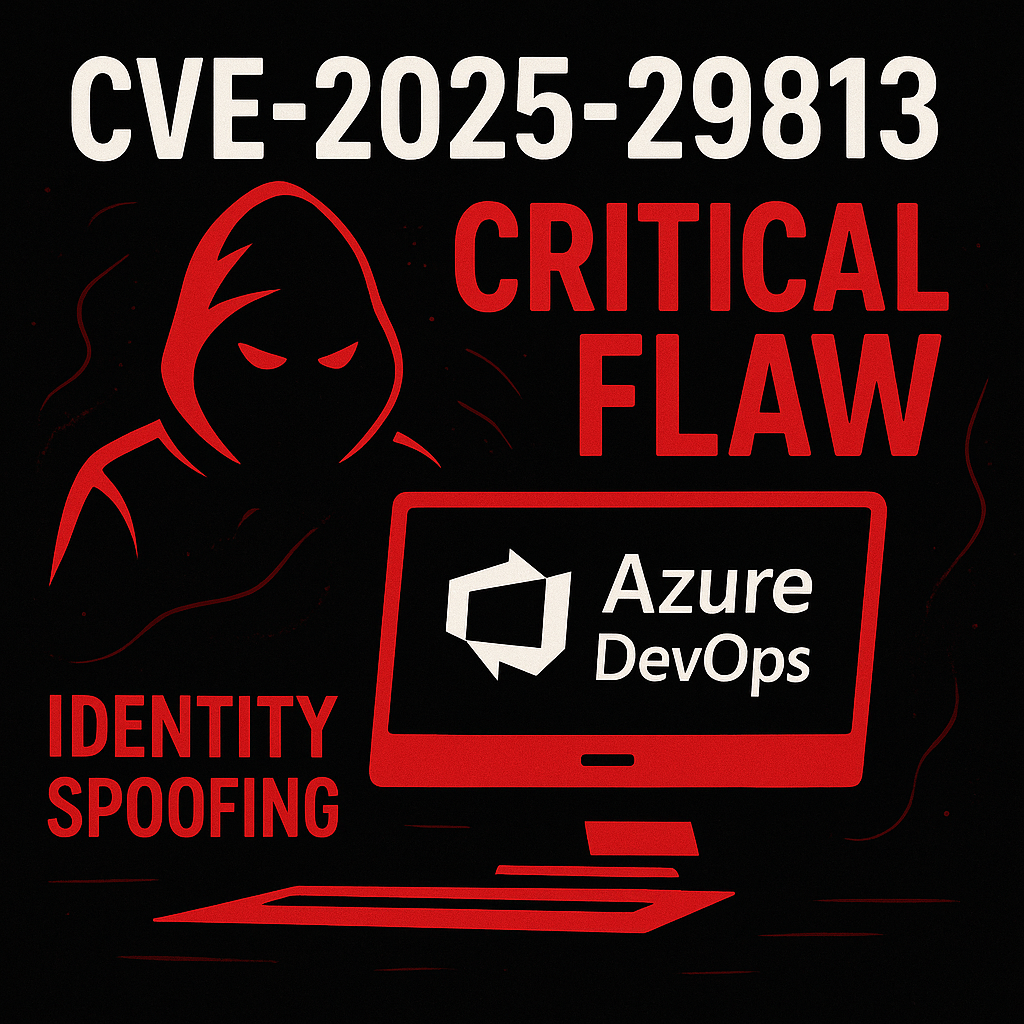 CVE-2025-29813
CRITICAL
FLAW
Azure
DevOps
IDENTITY
SPOOFING